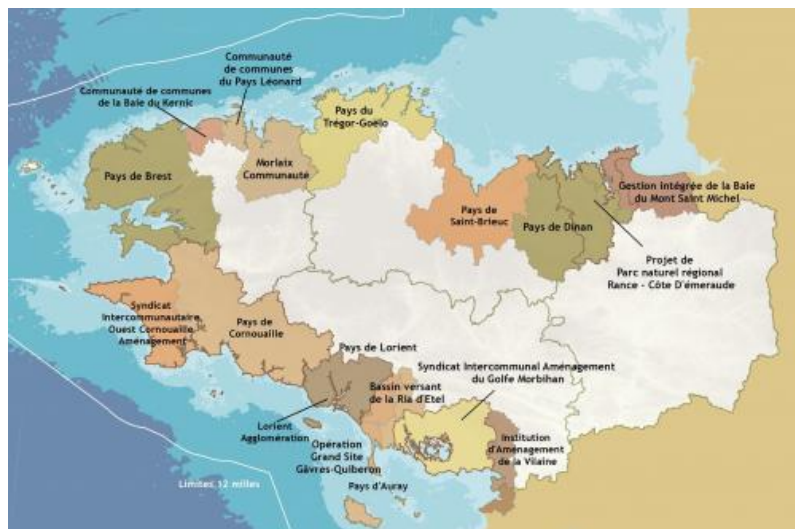 Communauté
de communes
du Pays Léonard
Communauté de communes
de la Baie du Kernic
Pays du
Trégor-Goëlo
Morlaix
Communauté
Pays de Brest
Gestion intégrée de la Baie
du Mont Saint Michel
Pays de
Saint-Brieuc
Pays de Dinan
Projet de
Parc naturel régional
Rance - Côte D'émeraude
Syndicat
Intercommunautaire
Ouest Cornouaille
Aménagement
Pays de
Cornouaille
Pays de Lorient
Syndicat Intercommunal Aménagement
du Golfe Morbihan
Bassin versant
de la Ria d'Etel
Lorient
Agglomération
Opération
Grand Site
Gâvres-Quiberon
Institution
d'Aménagement
de la Vilaine
Pays d'Auray
Limites 12 milles